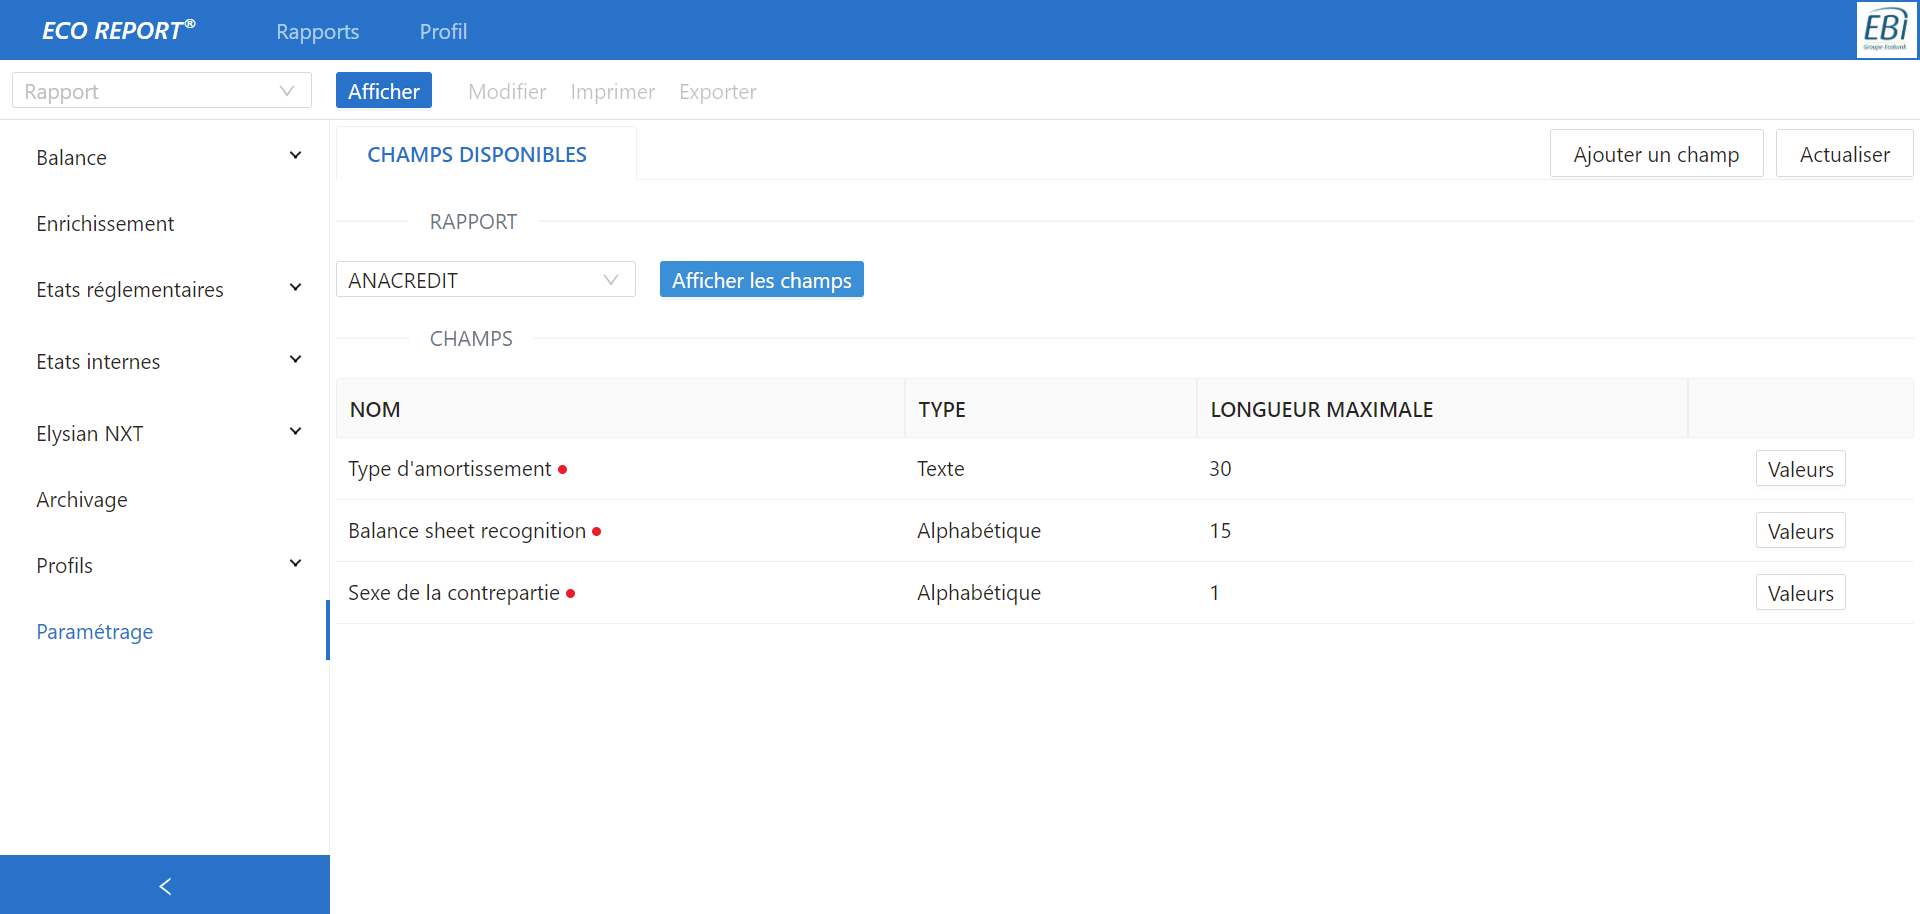 ECO REPORT®
Rapports
Profil
EBI
Groupe Ecobank
Rapport
Afficher
Modifier
Imprimer
Exporter
Balance
Enrichissement
Etats réglementaires
Etats internes
Elysian NXT
Archivage
Profils
Paramétrage
CHAMPS DISPONIBLES
Ajouter un champ
Actualiser
RAPPORT
ANACREDIT
Afficher les champs
CHAMPS
NOM TYPE LONGUEUR MAXIMALE
Type d'amortissement Texte 30 Valeurs
Balance sheet recognition Alphabétique 15 Valeurs
Sexe de la contrepartie Alphabétique 1 Valeurs